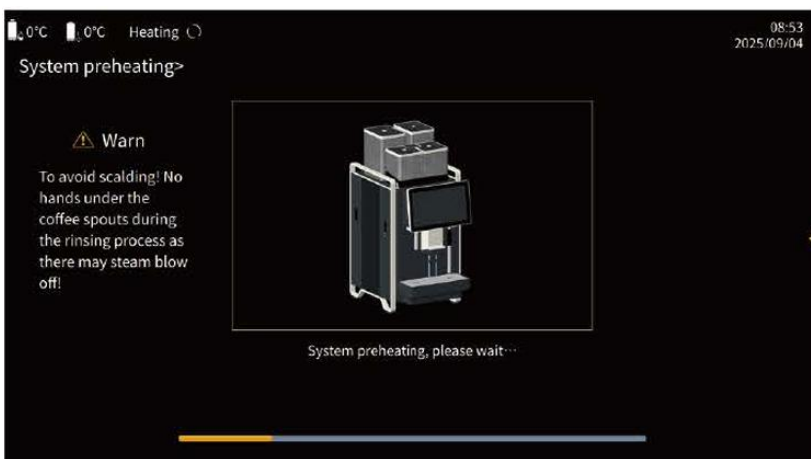 0°C 0°C Heating
08:53
2025/09/04
System preheating>
Warn
To avoid scalding! No
hands under the
coffee spouts during
the rinsing process as
there may steam blow
off!
System preheating, please wait···